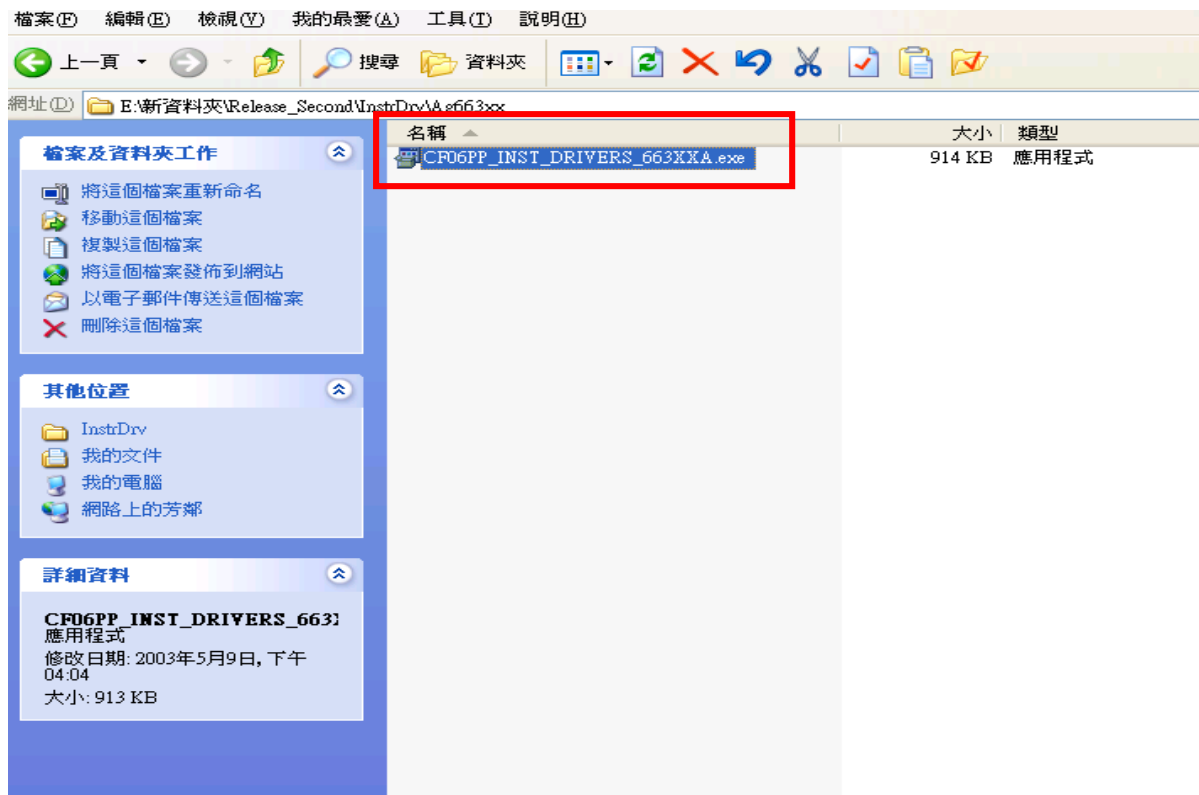 檔案(F) 編輯(E) 檢視(V) 我的最愛(A) 工具(T) 說明(H)
上一頁 搜尋 資料夾
網址(D) E:\新資料夾\Release_Second\InstrDrv\Ag663xx
名稱 大小 類型
CF06PP_INST_DRIVERS_663XXA.exe 914 KB 應用程式
檔案及資料夾工作
將這個檔案重新命名
移動這個檔案
複製這個檔案
將這個檔案發佈到網站
以電子郵件傳送這個檔案
刪除這個檔案
其他位置
InstrDrv
我的文件
我的電腦
網路上的芳鄰
詳細資料
CF06PP_INST_DRIVERS_663
應用程式
修改日期: 2003年5月9日, 下午
04:04
大小: 913 KB